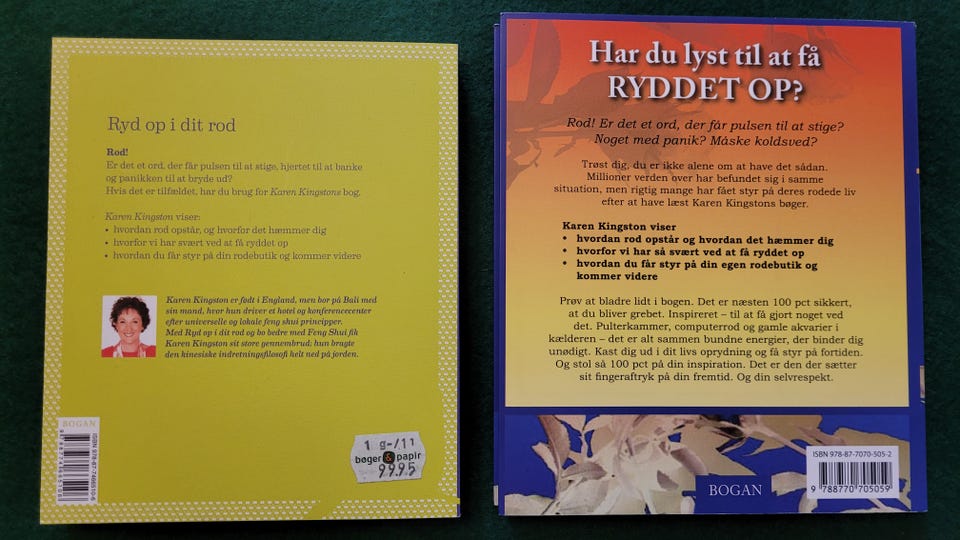 Ryd op i dit rod
Rod!
Er det et ord, der får pulsen til at stige, hjertet til at banke
og panikken til at bryde ud?
Hvis det er tilfældet, har du brug for Karen Kingstons bog.
Karen Kingston viser:
• hvordan rod opstår, og hvorfor det hæmmer dig
• hvorfor vi har svært ved at få ryddet op
• hvordan du får styr på din rodebutik og kommer videre
Karen Kingston er født i England, men bor på Bali med
sin mand, hvor hun driver et hotel og konferencecenter
efter universelle og lokale feng shui principper.
Med Ryd op i dit rod og bo bedre med Feng Shui fik
Karen Kingston sit store gennembrud; hun bragte
den kinesiske indretningsfilosofi helt ned på jorden.
BOGAN
1 g-/11
bøger & papir
99.95
Har du lyst til at få
RYDDET OP?
Rod! Er det et ord, der får pulsen til at stige?
Noget med panik? Måske koldsved?
Trøst dig, du er ikke alene om at have det sådan.
Millioner verden over har befundet sig i samme
situation, men rigtig mange har fået styr på deres rodede liv
efter at have læst Karen Kingstons bøger.
Karen Kingston viser
• hvordan rod opstår og hvordan det hæmmer dig
• hvorfor vi har så svært ved at få ryddet op
• hvordan du får styr på din egen rodebutik og
kommer videre
Prøv at bladre lidt i bogen. Det er næsten 100 pct sikkert,
at du bliver grebet. Inspireret – til at få gjort noget ved
det. Pulterkammer, computerrod og gamle akvarier i
kælderen – det er alt sammen bundne energier, der binder dig
unødigt. Kast dig ud i dit livs oprydning og få styr på fortiden.
Og stol så 100 pct på din inspiration. Det er den der sætter
sit fingeraftryk på din fremtid. Og din selvrespekt.
BOGAN
ISBN 978-87-7070-505-2
9 788770 705059